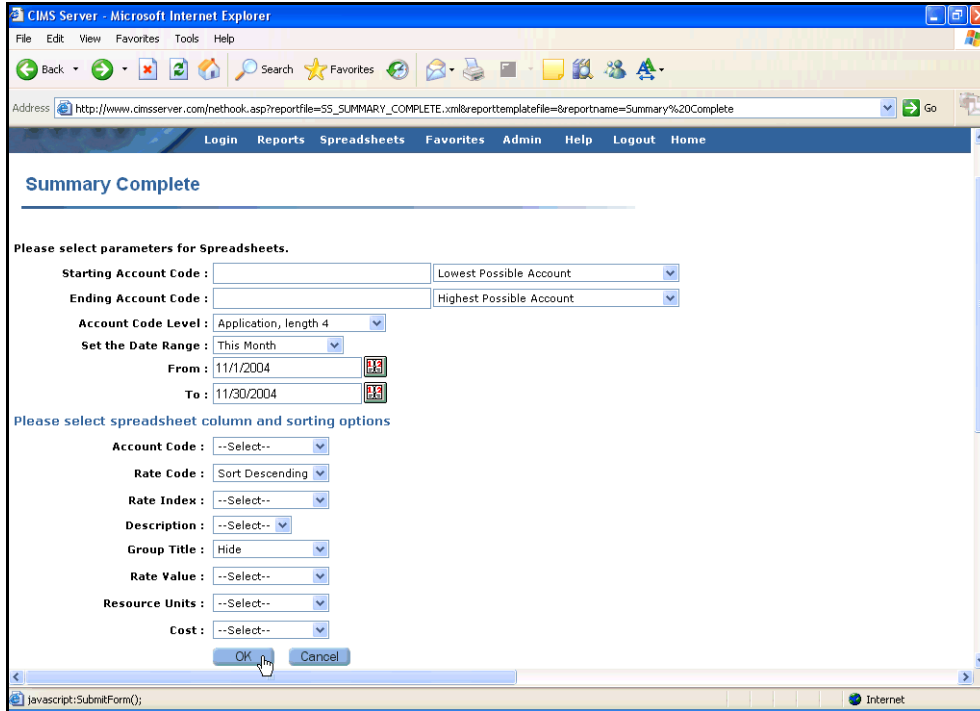 CIMS Server - Microsoft Internet Explorer
File Edit View Favorites Tools Help
Back Search Favorites
Address http://www.cimsserver.com/nethook.asp?reportfile=SS_SUMMARY_COMPLETE.xml&reporttemplatefile=&reportname=Summary%20Complete Go
Login Reports Spreadsheets Favorites Admin Help Logout Home
Summary Complete
Please select parameters for Spreadsheets.
Starting Account Code : Lowest Possible Account
Ending Account Code : Highest Possible Account
Account Code Level : Application, length 4
Set the Date Range : This Month
From : 11/1/2004
To : 11/30/2004
Please select spreadsheet column and sorting options
Account Code : --Select--
Rate Code : Sort Descending
Rate Index : --Select--
Description : --Select--
Group Title : Hide
Rate Value : --Select--
Resource Units : --Select--
Cost : --Select--
OK Cancel
javascript:SubmitForm(); Internet